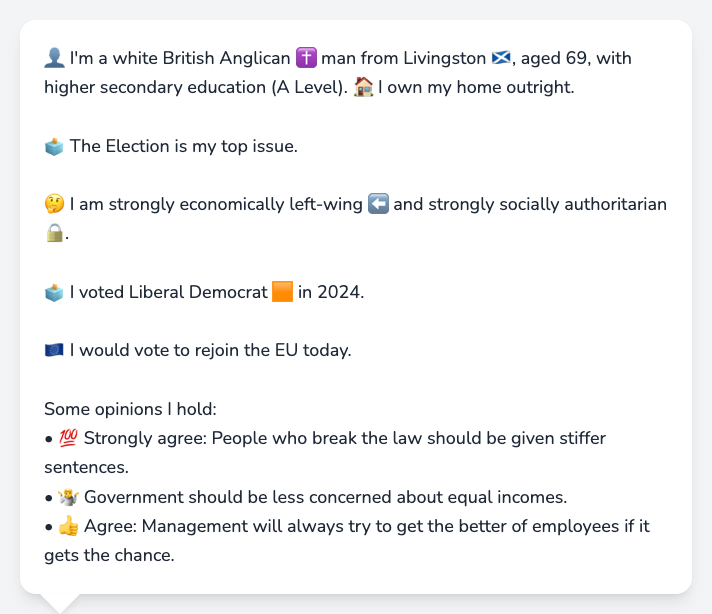 👤 I'm a white British Anglican ✝️ man from Livingston 🏴󠁧󠁢󠁳󠁣󠁴󠁿, aged 69, with
higher secondary education (A Level). 🏠 I own my home outright.
🗳️ The Election is my top issue.
🤔 I am strongly economically left-wing ⬅️ and strongly socially authoritarian
🔒.
🗳️ I voted Liberal Democrat 🟧 in 2024.
🇪🇺 I would vote to rejoin the EU today.
Some opinions I hold:
• 💯 Strongly agree: People who break the law should be given stiffer
sentences.
• 🤷 Government should be less concerned about equal incomes.
• 👍 Agree: Management will always try to get the better of employees if it
gets the chance.